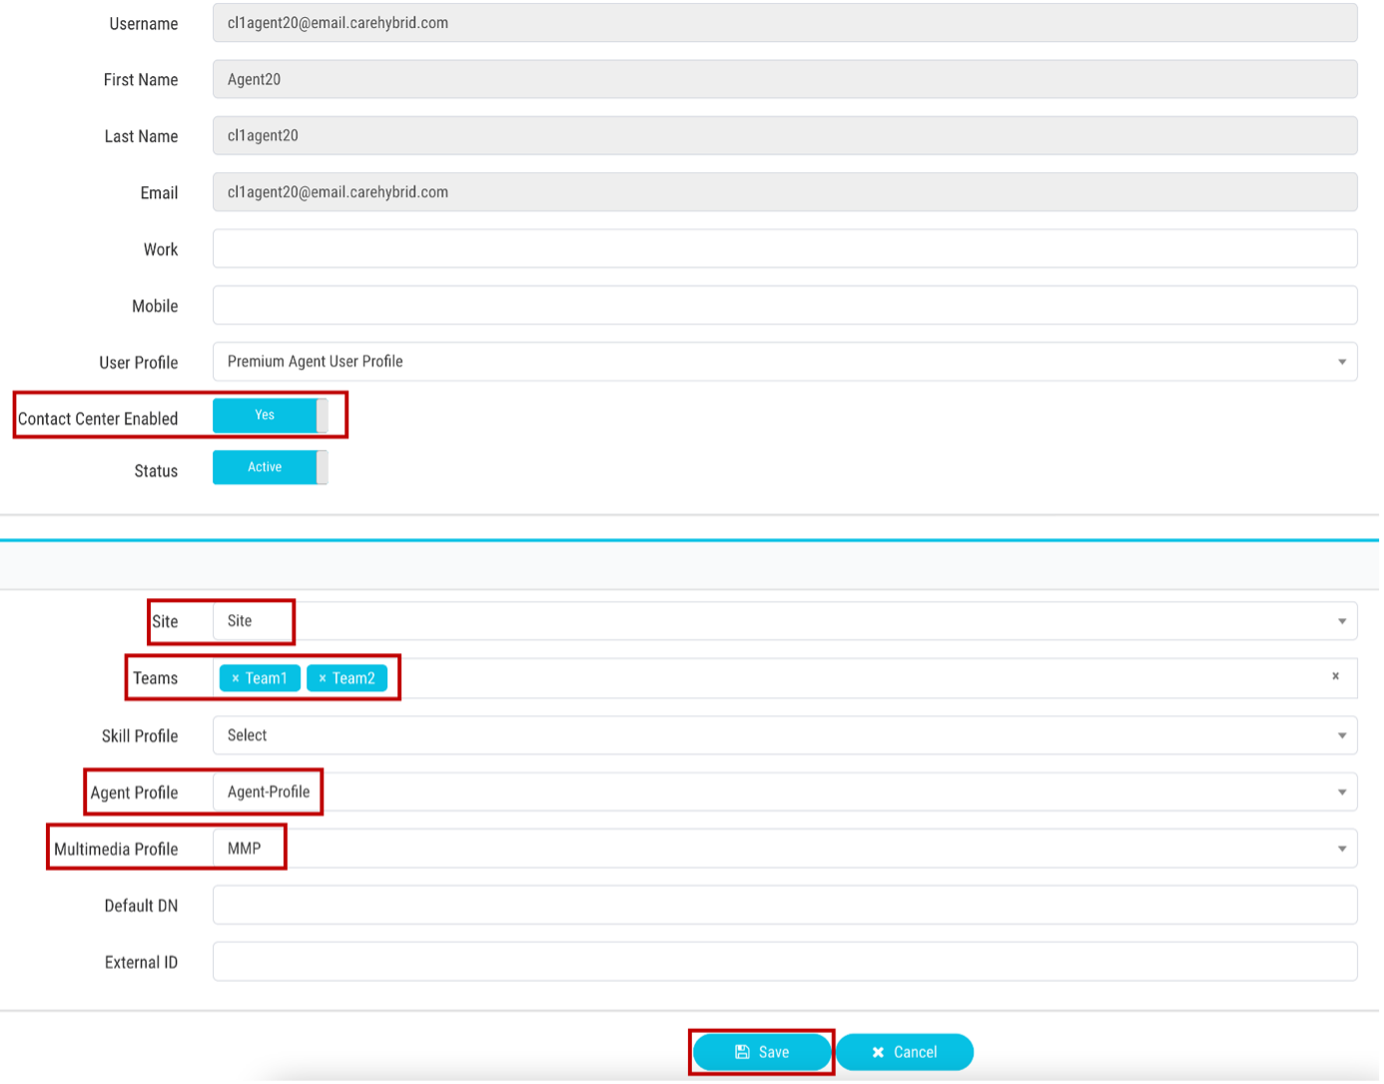 Username cl1agent20@email.carehybrid.com
First Name Agent20
Last Name cl1agent20
Email cl1agent20@email.carehybrid.com
Work
Mobile
User Profile Premium Agent User Profile
Contact Center Enabled Yes
Status Active
Site Site
Teams × Team1 × Team2 ×
Skill Profile Select
Agent Profile Agent-Profile
Multimedia Profile MMP
Default DN
External ID
Save Cancel